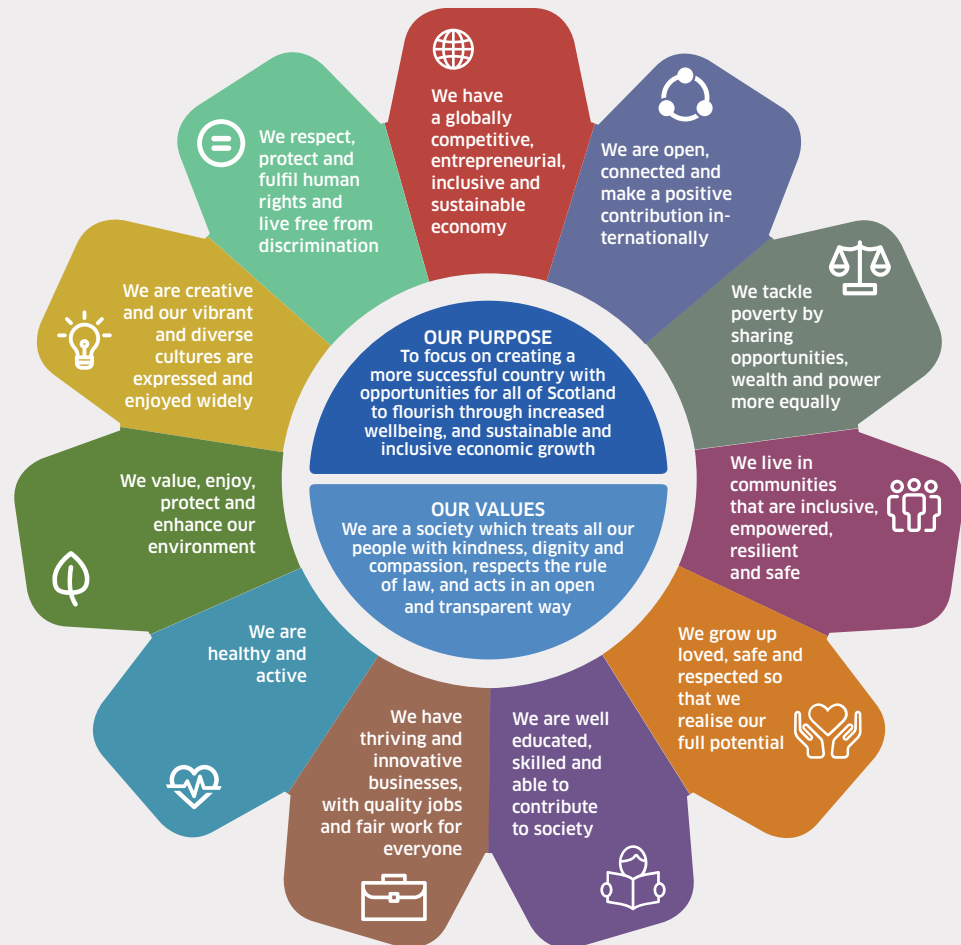 We have
a globally
competitive,
entrepreneurial,
inclusive and
sustainable
economy
We are open,
connected and
make a positive
contribution in-
ternationally
We tackle
poverty by
sharing
opportunities,
wealth and power
more equally
We live in
communities
that are inclusive,
empowered,
resilient
and safe
We grow up
loved, safe and
respected so
that we
realise our
full potential
We are well
educated,
skilled and
able to
contribute
to society
We have
thriving and
innovative
businesses,
with quality jobs
and fair work for
everyone
We are
healthy and
active
We value, enjoy,
protect and
enhance our
environment
We are creative
and our vibrant
and diverse
cultures are
expressed and
enjoyed widely
We respect,
protect and
fulfil human
rights and
live free from
discrimination
OUR PURPOSE
To focus on creating a
more successful country with
opportunities for all of Scotland
to flourish through increased
wellbeing, and sustainable and
inclusive economic growth
OUR VALUES
We are a society which treats all our
people with kindness, dignity and
compassion, respects the rule
of law, and acts in an open
and transparent way